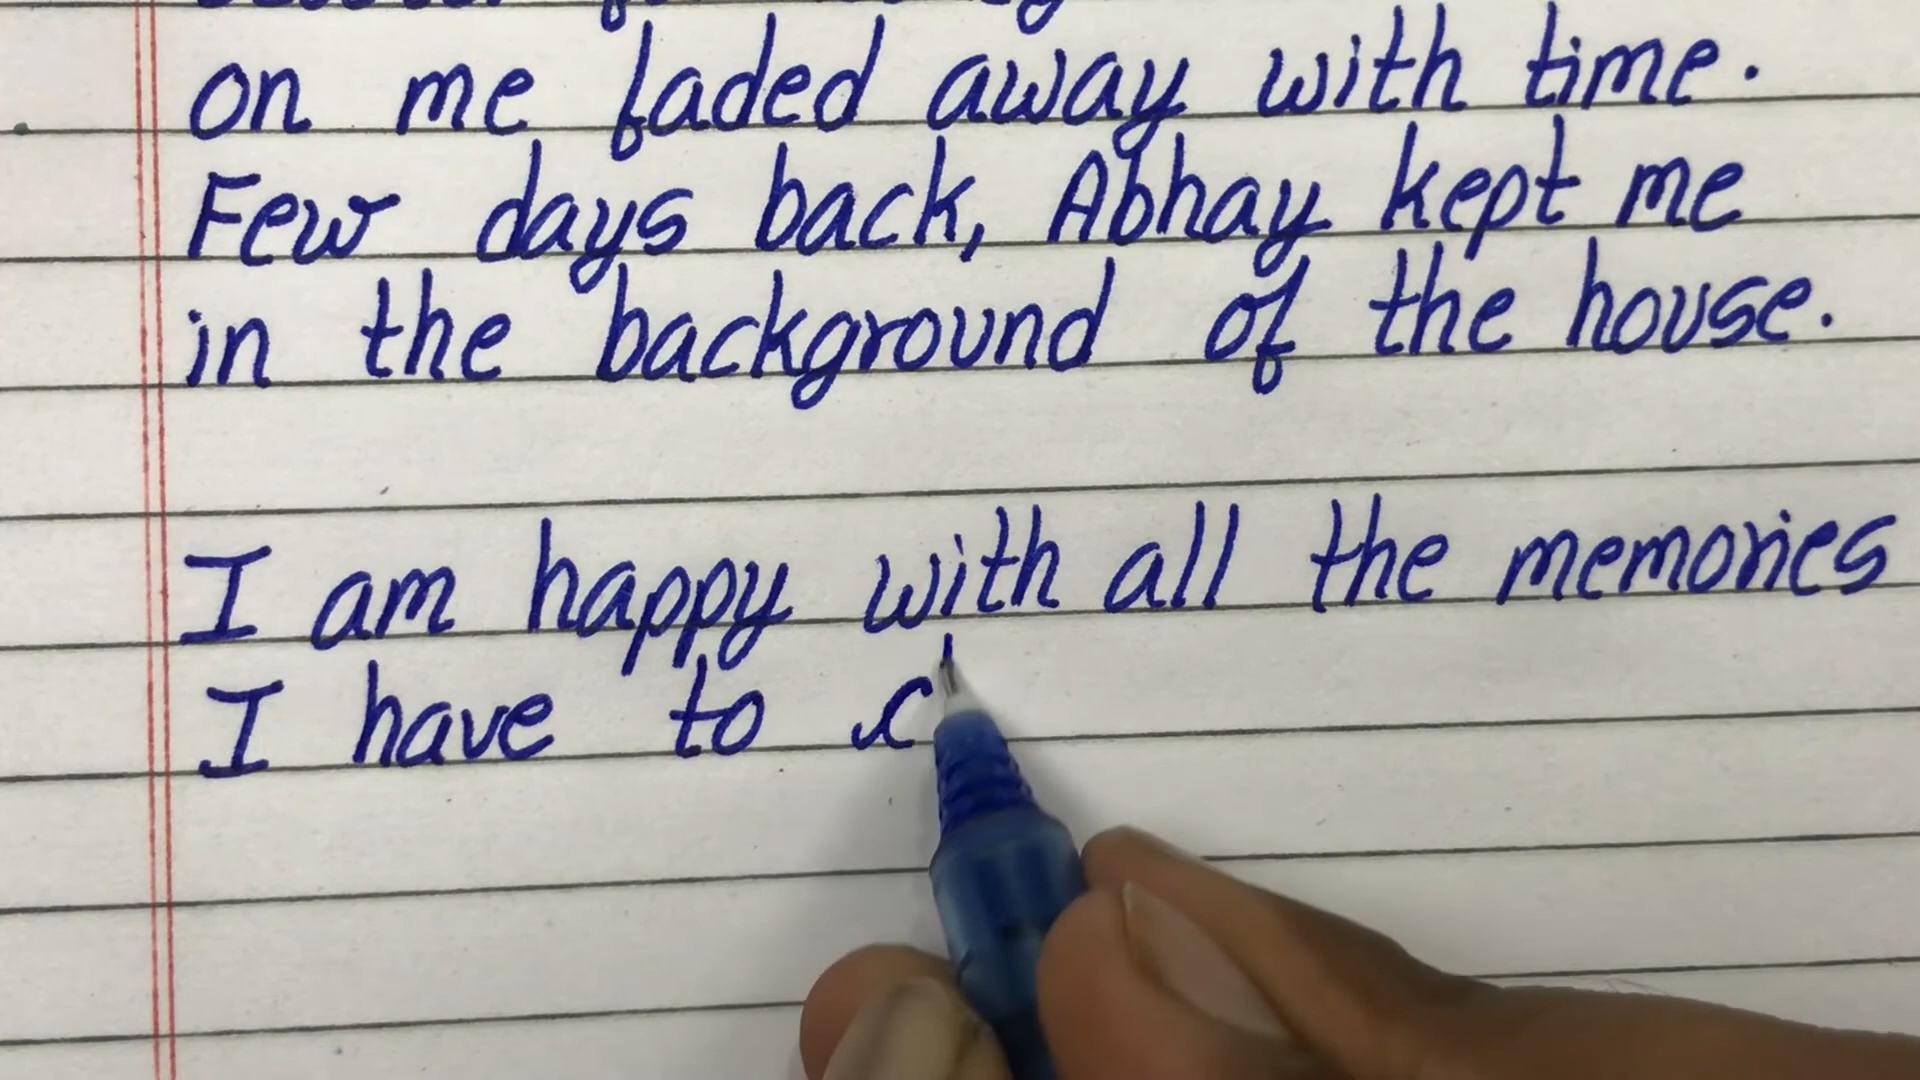 on me faded away with time.
Few days back, Abhay kept me
in the background of the house.
I am happy with all the memories
I have to c